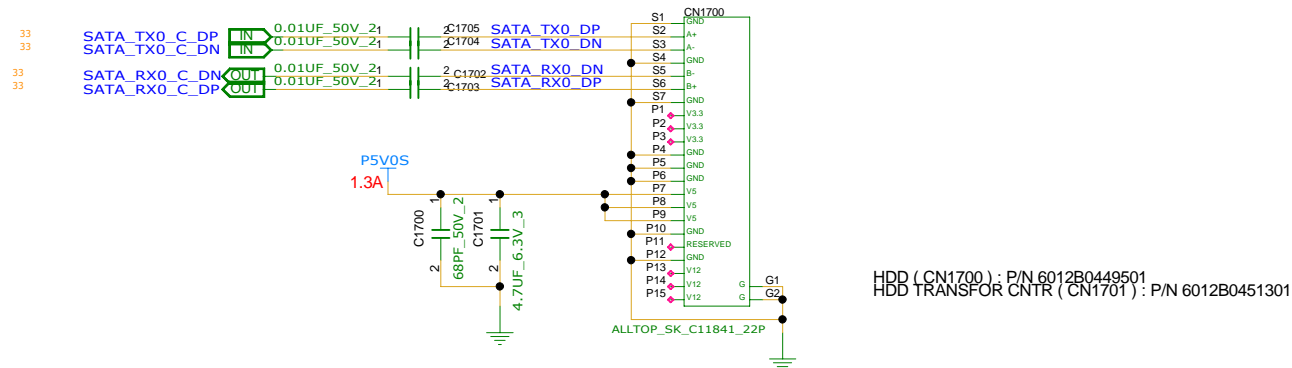 CN1700
33 SATA_TX0_C_DP IN 0.01UF_50V_2 1 2 C1705 SATA_TX0_DP
33 SATA_TX0_C_DN IN 0.01UF_50V_2 1 2 C1704 SATA_TX0_DN
33 SATA_RX0_C_DN OUT 0.01UF_50V_2 1 2 C1702 SATA_RX0_DN
33 SATA_RX0_C_DP OUT 0.01UF_50V_2 1 2 C1703 SATA_RX0_DP
S1 GND
S2 A+
S3 A-
S4 GND
S5 B-
S6 B+
S7 GND
P1 V3.3
P2 V3.3
P3 V3.3
P4 GND
P5 GND
P6 GND
P7 V5
P8 V5
P9 V5
P10 GND
P11 RESERVED
P12 GND
P13 V12
P14 V12
P15 V12
G G1
G G2
P5V0S
1.3A
1 C1700 2 68PF_50V_2
1 C1701 2 4.7UF_6.3V_3
ALLTOP_SK_C11841_22P
HDD ( CN1700 ) : P/N 6012B0449501
HDD TRANSFOR CNTR ( CN1701 ) : P/N 6012B0451301